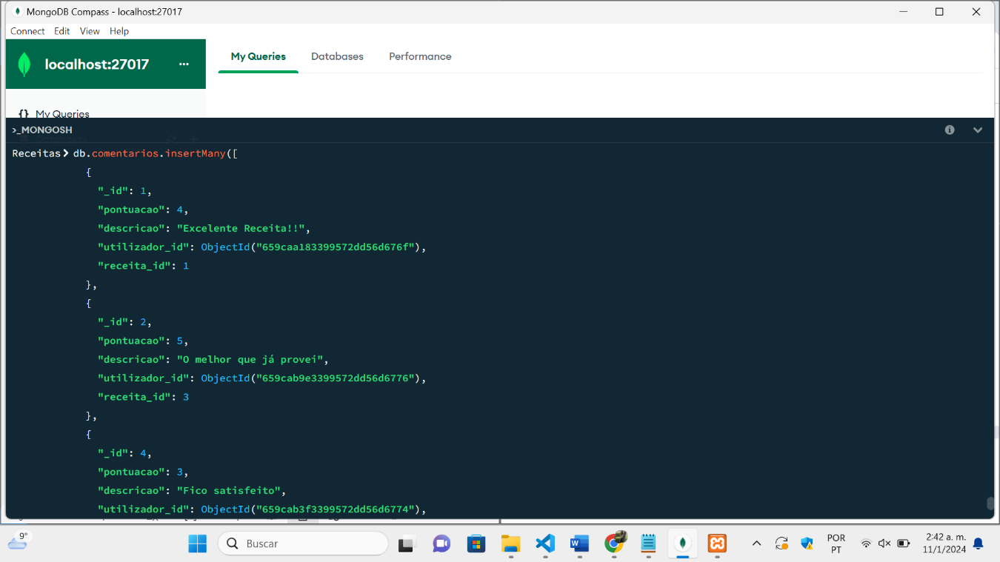 MongoDB Compass - localhost:27017
Connect Edit View Help
localhost:27017 ...
My Queries Databases Performance
{} My Queries
>_MONGOSH
Receitas> db.comentarios.insertMany([
{
"_id": 1,
"pontuacao": 4,
"descricao": "Excelente Receita!!",
"utilizador_id": ObjectId("659caa183399572dd56d676f"),
"receita_id": 1
},
{
"_id": 2,
"pontuacao": 5,
"descricao": "O melhor que já provei",
"utilizador_id": ObjectId("659cab9e3399572dd56d6776"),
"receita_id": 3
},
{
"_id": 4,
"pontuacao": 3,
"descricao": "Fico satisfeito",
"utilizador_id": ObjectId("659cab3f3399572dd56d6774"),
9°
Buscar
POR
PT
2:42 a. m.
11/1/2024